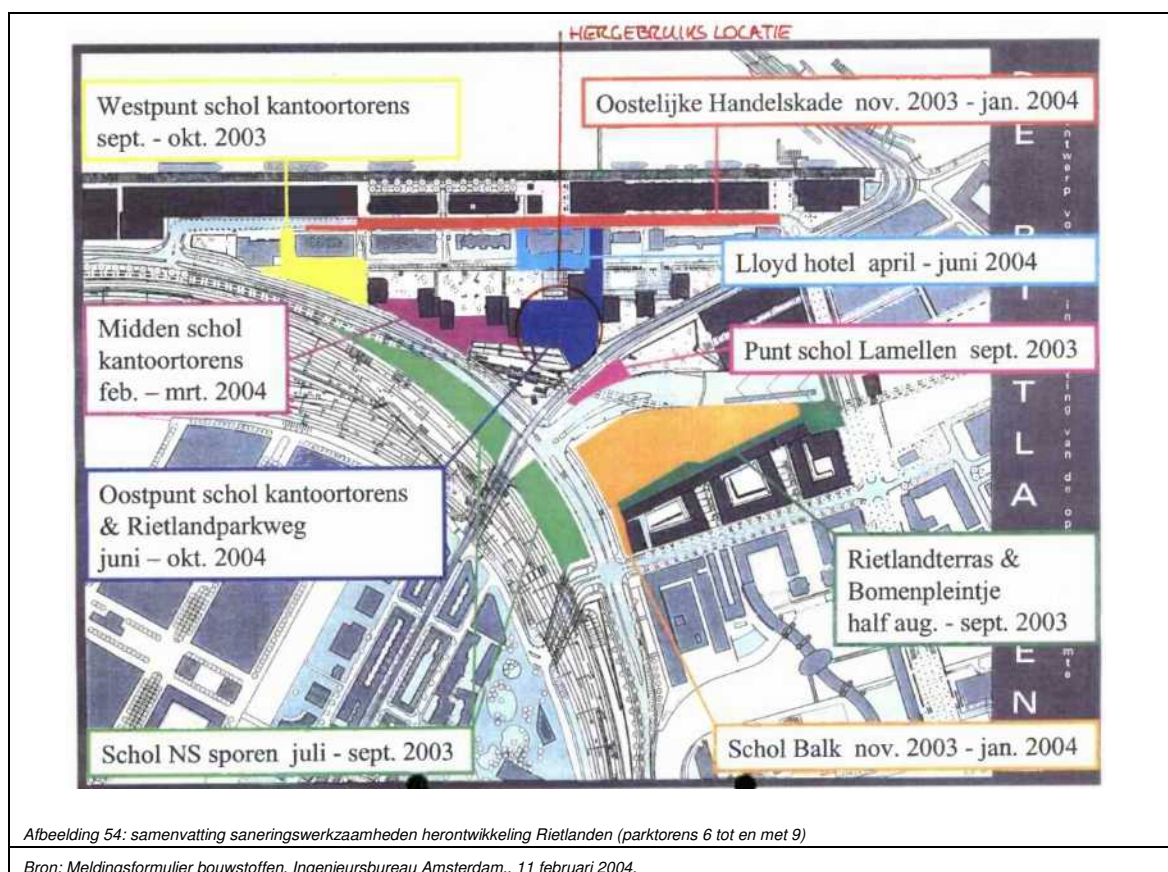 HERGEBRUIKS LOCATIE
Westpunt schol kantoortorens
sept. - okt. 2003
Oostelijke Handelskade nov. 2003 - jan. 2004
Lloyd hotel april - juni 2004
Midden schol
kantoortorens
feb. – mrt. 2004
Punt schol Lamellen sept. 2003
Oostpunt schol kantoortorens
& Rietlandparkweg
juni – okt. 2004
Rietlandterras &
Bomenpleintje
half aug. - sept. 2003
Schol NS sporen juli - sept. 2003
Schol Balk nov. 2003 - jan. 2004
Afbeelding 54: samenvatting saneringswerkzaamheden herontwikkeling Rietlanden (parktorens 6 tot en met 9)
Bron: Meldingsformulier bouwstoffen, Ingenieursbureau Amsterdam,, 11 februari 2004.